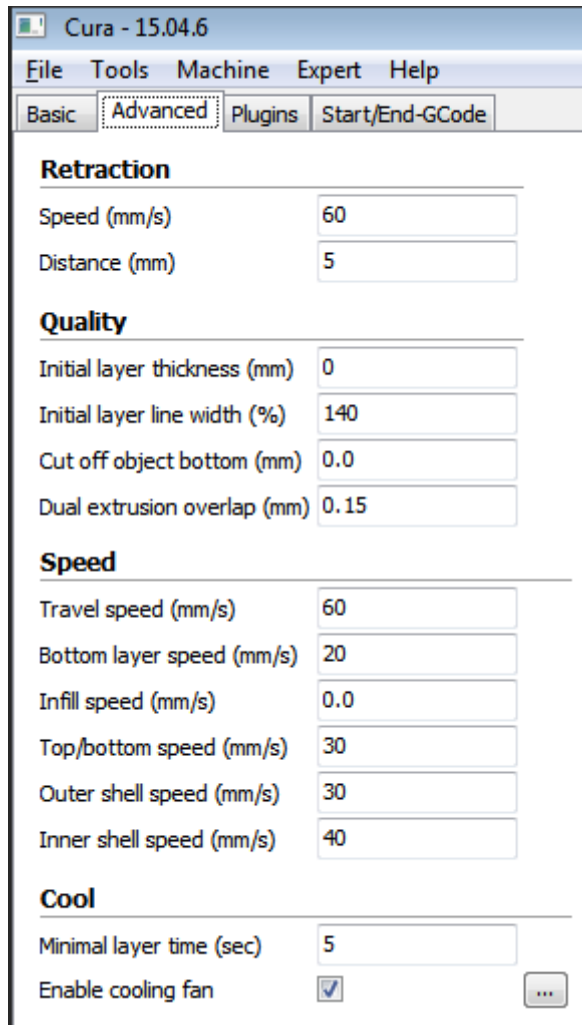 Cura - 15.04.6
File Tools Machine Expert Help
Basic Advanced Plugins Start/End-GCode
Retraction
Speed (mm/s) 60
Distance (mm) 5
Quality
Initial layer thickness (mm) 0
Initial layer line width (%) 140
Cut off object bottom (mm) 0.0
Dual extrusion overlap (mm) 0.15
Speed
Travel speed (mm/s) 60
Bottom layer speed (mm/s) 20
Infill speed (mm/s) 0.0
Top/bottom speed (mm/s) 30
Outer shell speed (mm/s) 30
Inner shell speed (mm/s) 40
Cool
Minimal layer time (sec) 5
Enable cooling fan ...